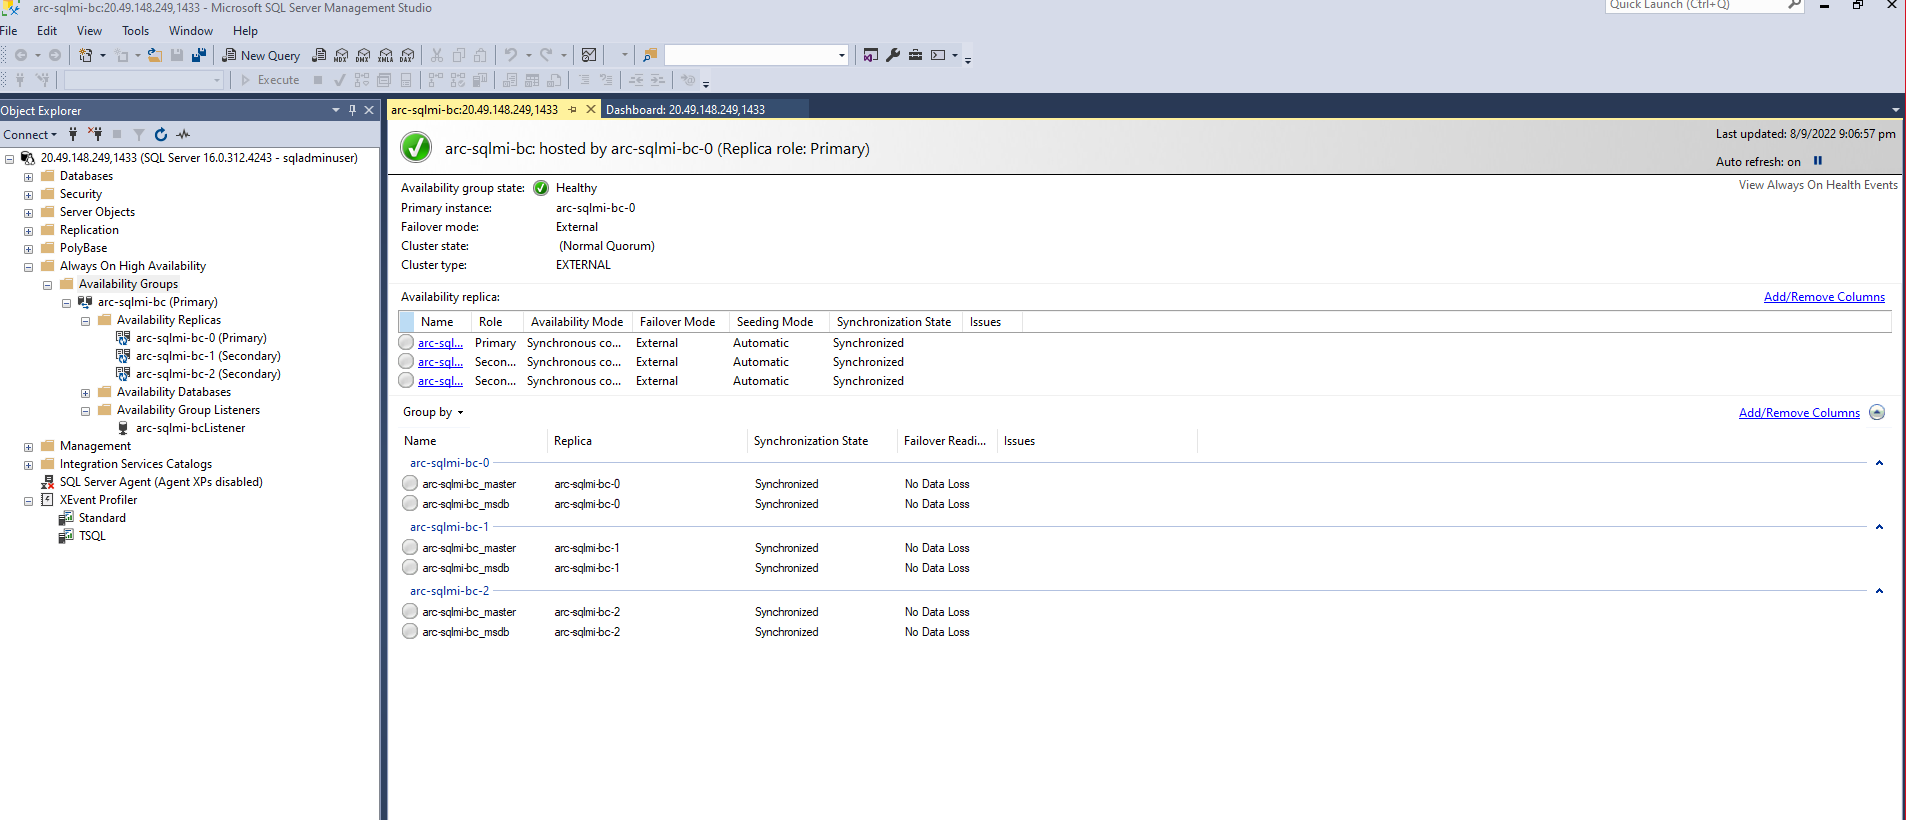 arc-sqlmi-bc:20.49.148.249,1433 - Microsoft SQL Server Management Studio
Quick Launch (Ctrl+Q)
File Edit View Tools Window Help
New Query MDX DMX XMLA DAX
Execute
Object Explorer
Connect
20.49.148.249,1433 (SQL Server 16.0.312.4243 - sqladminuser)
Databases
Security
Server Objects
Replication
PolyBase
Always On High Availability
Availability Groups
arc-sqlmi-bc (Primary)
Availability Replicas
arc-sqlmi-bc-0 (Primary)
arc-sqlmi-bc-1 (Secondary)
arc-sqlmi-bc-2 (Secondary)
Availability Databases
Availability Group Listeners
arc-sqlmi-bcListener
Management
Integration Services Catalogs
SQL Server Agent (Agent XPs disabled)
XEvent Profiler
Standard
TSQL
arc-sqlmi-bc:20.49.148.249,1433 Dashboard: 20.49.148.249,1433
arc-sqlmi-bc: hosted by arc-sqlmi-bc-0 (Replica role: Primary)
Last updated: 8/9/2022 9:06:57 pm
Auto refresh: on
View Always On Health Events
Availability group state: Healthy
Primary instance: arc-sqlmi-bc-0
Failover mode: External
Cluster state: (Normal Quorum)
Cluster type: EXTERNAL
Availability replica: Add/Remove Columns
Name Role Availability Mode Failover Mode Seeding Mode Synchronization State Issues
arc-sql... Primary Synchronous co... External Automatic Synchronized
arc-sql... Secon... Synchronous co... External Automatic Synchronized
arc-sql... Secon... Synchronous co... External Automatic Synchronized
Group by Add/Remove Columns
Name Replica Synchronization State Failover Readi... Issues
arc-sqlmi-bc-0
arc-sqlmi-bc_master arc-sqlmi-bc-0 Synchronized No Data Loss
arc-sqlmi-bc_msdb arc-sqlmi-bc-0 Synchronized No Data Loss
arc-sqlmi-bc-1
arc-sqlmi-bc_master arc-sqlmi-bc-1 Synchronized No Data Loss
arc-sqlmi-bc_msdb arc-sqlmi-bc-1 Synchronized No Data Loss
arc-sqlmi-bc-2
arc-sqlmi-bc_master arc-sqlmi-bc-2 Synchronized No Data Loss
arc-sqlmi-bc_msdb arc-sqlmi-bc-2 Synchronized No Data Loss